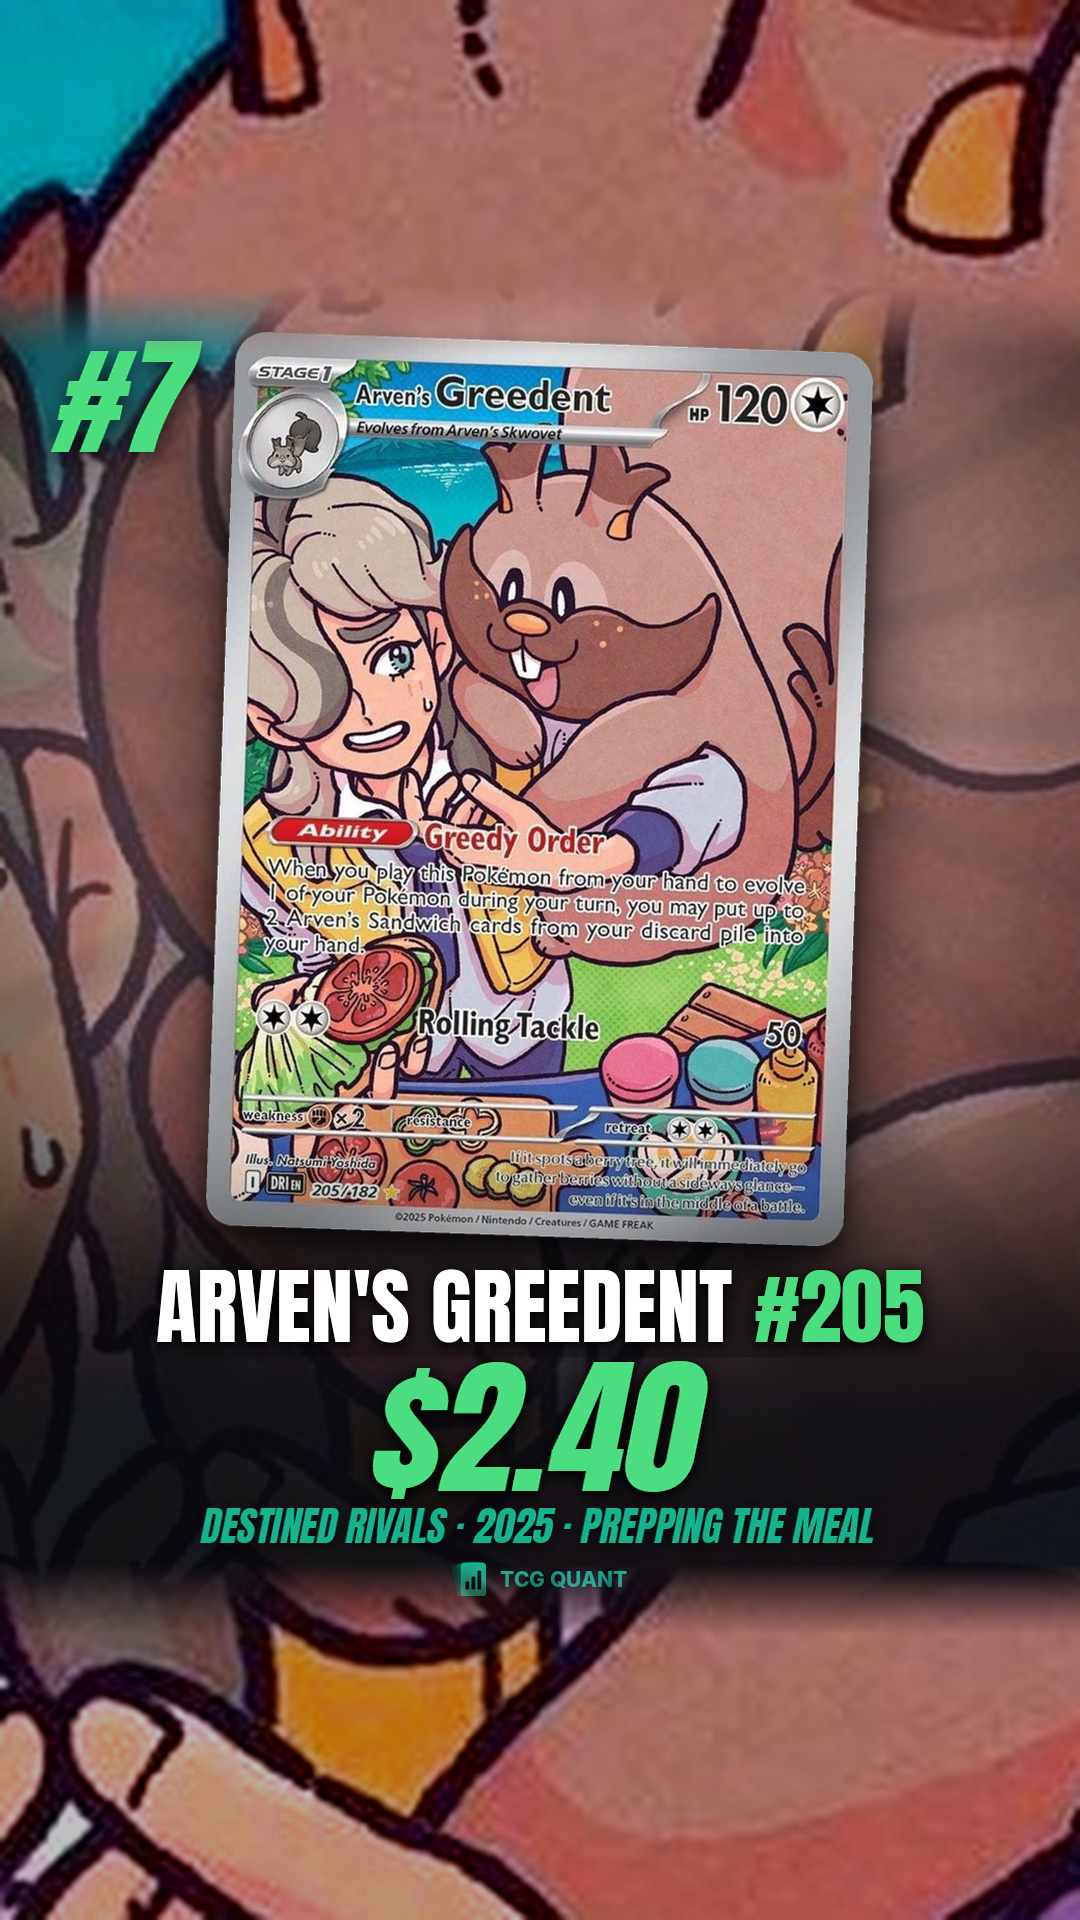 #7
STAGE 1
Arven's Greedent
HP 120
Evolves from Arven's Skwovet
Ability Greedy Order
When you play this Pokémon from your hand to evolve
1 of your Pokémon during your turn, you may put up to
2 Arven's Sandwich cards from your discard pile into
your hand.
Rolling Tackle 50
weakness ×2 resistance retreat
Illus. Natsumi Yoshida
If it spots a berry tree, it will immediately go
to gather berries without a sideways glance—
even if it's in the middle of a battle.
I DRI EN 205/182
©2025 Pokémon / Nintendo / Creatures / GAME FREAK
ARVEN'S GREEDENT #205
$2.40
DESTINED RIVALS · 2025 · PREPPING THE MEAL
TCG QUANT